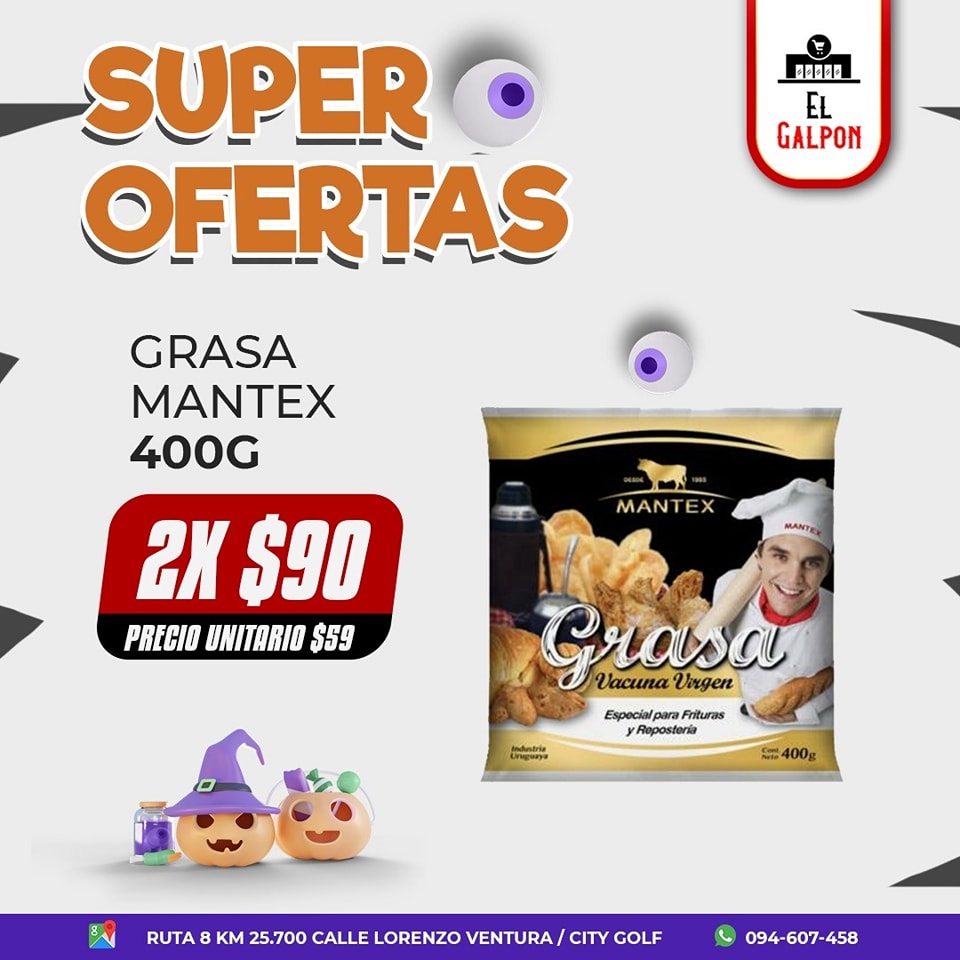 SUPER
OFERTAS
EL
GALPON
GRASA
MANTEX
400G
2X $90
PRECIO UNITARIO $59
DESDE 1993
MANTEX
MANTEX
Grasa
Vacuna Virgen
Especial para Frituras
y Repostería
Industria
Uruguaya
Cont.
Neto 400g
RUTA 8 KM 25.700 CALLE LORENZO VENTURA / CITY GOLF
094-607-458